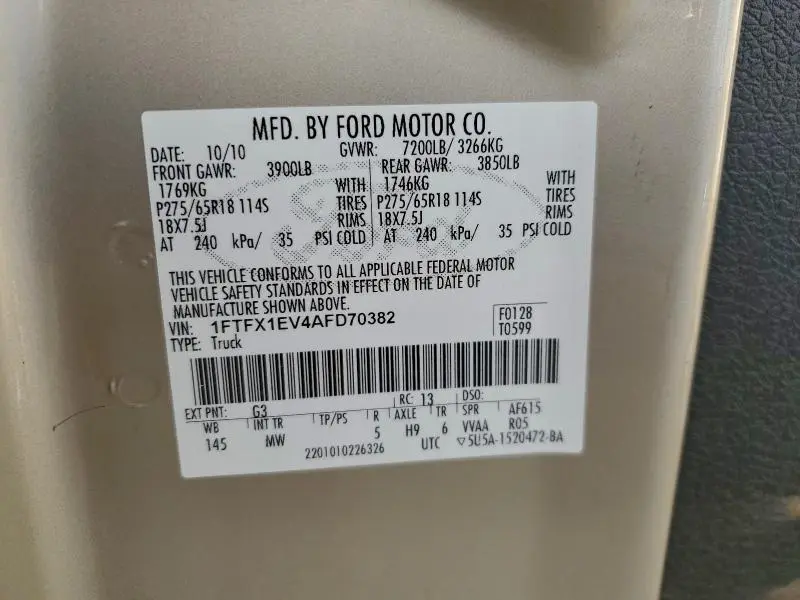 MFD. BY FORD MOTOR CO.
DATE: 10/10 GVWR: 7200LB/ 3266KG
FRONT GAWR: 3900LB REAR GAWR: 3850LB
1769KG WITH 1746KG WITH
P275/65R18 114S TIRES P275/65R18 114S TIRES
18X7.5J RIMS 18X7.5J RIMS
AT 240 kPa/ 35 PSI COLD AT 240 kPa/ 35 PSI COLD
THIS VEHICLE CONFORMS TO ALL APPLICABLE FEDERAL MOTOR
VEHICLE SAFETY STANDARDS IN EFFECT ON THE DATE OF
MANUFACTURE SHOWN ABOVE.
VIN: 1FTFX1EV4AFD70382 F0128
TYPE: Truck T0599
EXT PNT: G3 RC: 13 DSO:
WB INT TR TP/PS R AXLE TR SPR AF615
145 MW 5 H9 6 VVAA R05
2201010226326 UTC ▽5U5A-1520472-BA